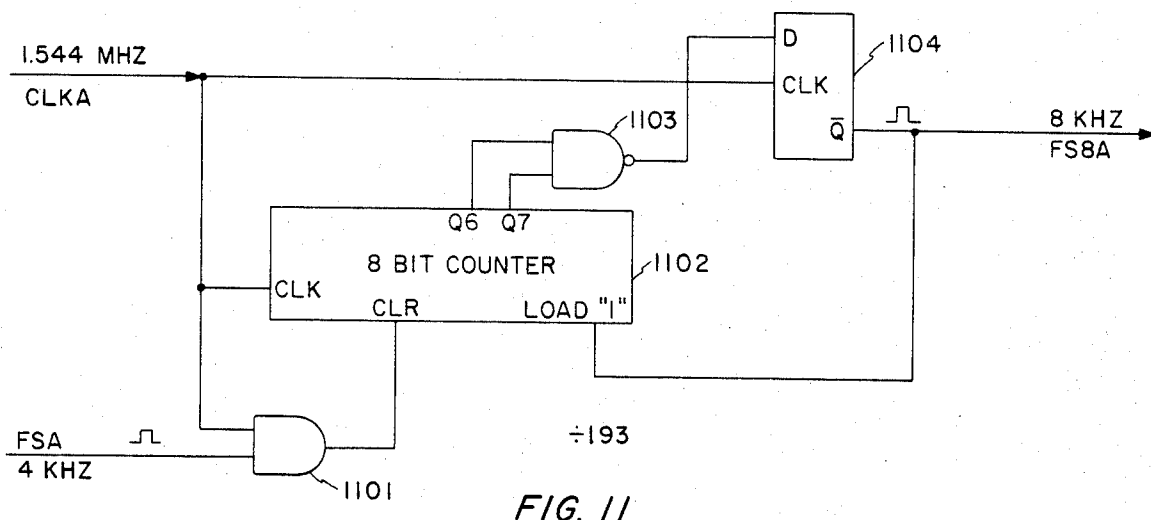 1.544 MHZ
CLKA
D
1104
CLK
Q̅
8 KHZ
FS8A
1103
Q6 Q7
8 BIT COUNTER
1102
CLK
CLR
LOAD "1"
÷193
FSA
4 KHZ
1101
FIG. 11